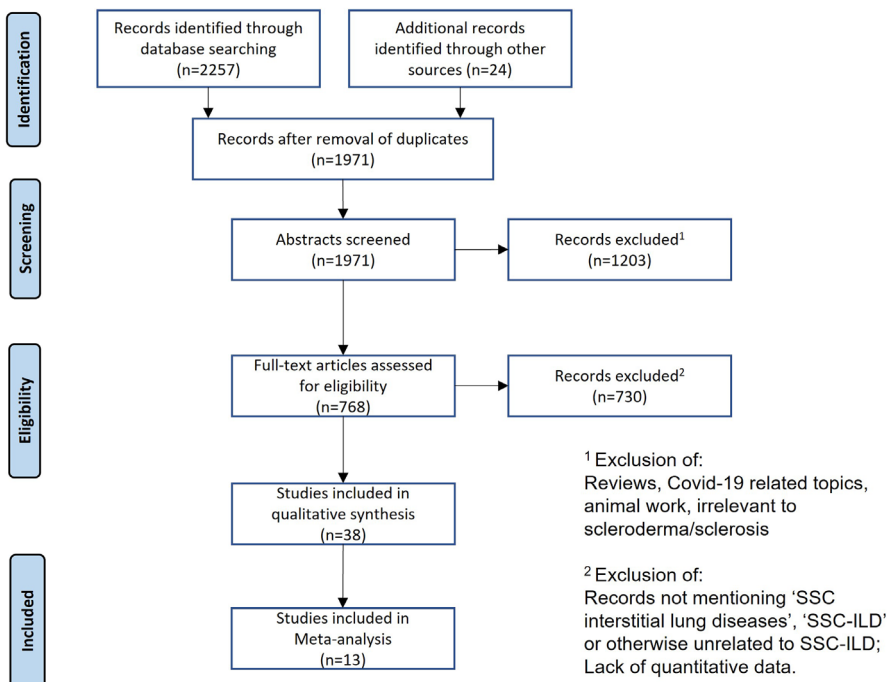 Identification
Records identified through
database searching
(n=2257)
Additional records
identified through other
sources (n=24)
Records after removal of duplicates
(n=1971)
Screening
Abstracts screened
(n=1971)
Records excluded1
(n=1203)
Eligibility
Full-text articles assessed
for eligibility
(n=768)
Records excluded2
(n=730)
Studies included in
qualitative synthesis
(n=38)
Included
Studies included in
Meta-analysis
(n=13)
1 Exclusion of:
Reviews, Covid-19 related topics,
animal work, irrelevant to
scleroderma/sclerosis
2 Exclusion of:
Records not mentioning ‘SSC
interstitial lung diseases’, ‘SSC-ILD’
or otherwise unrelated to SSC-ILD;
Lack of quantitative data.